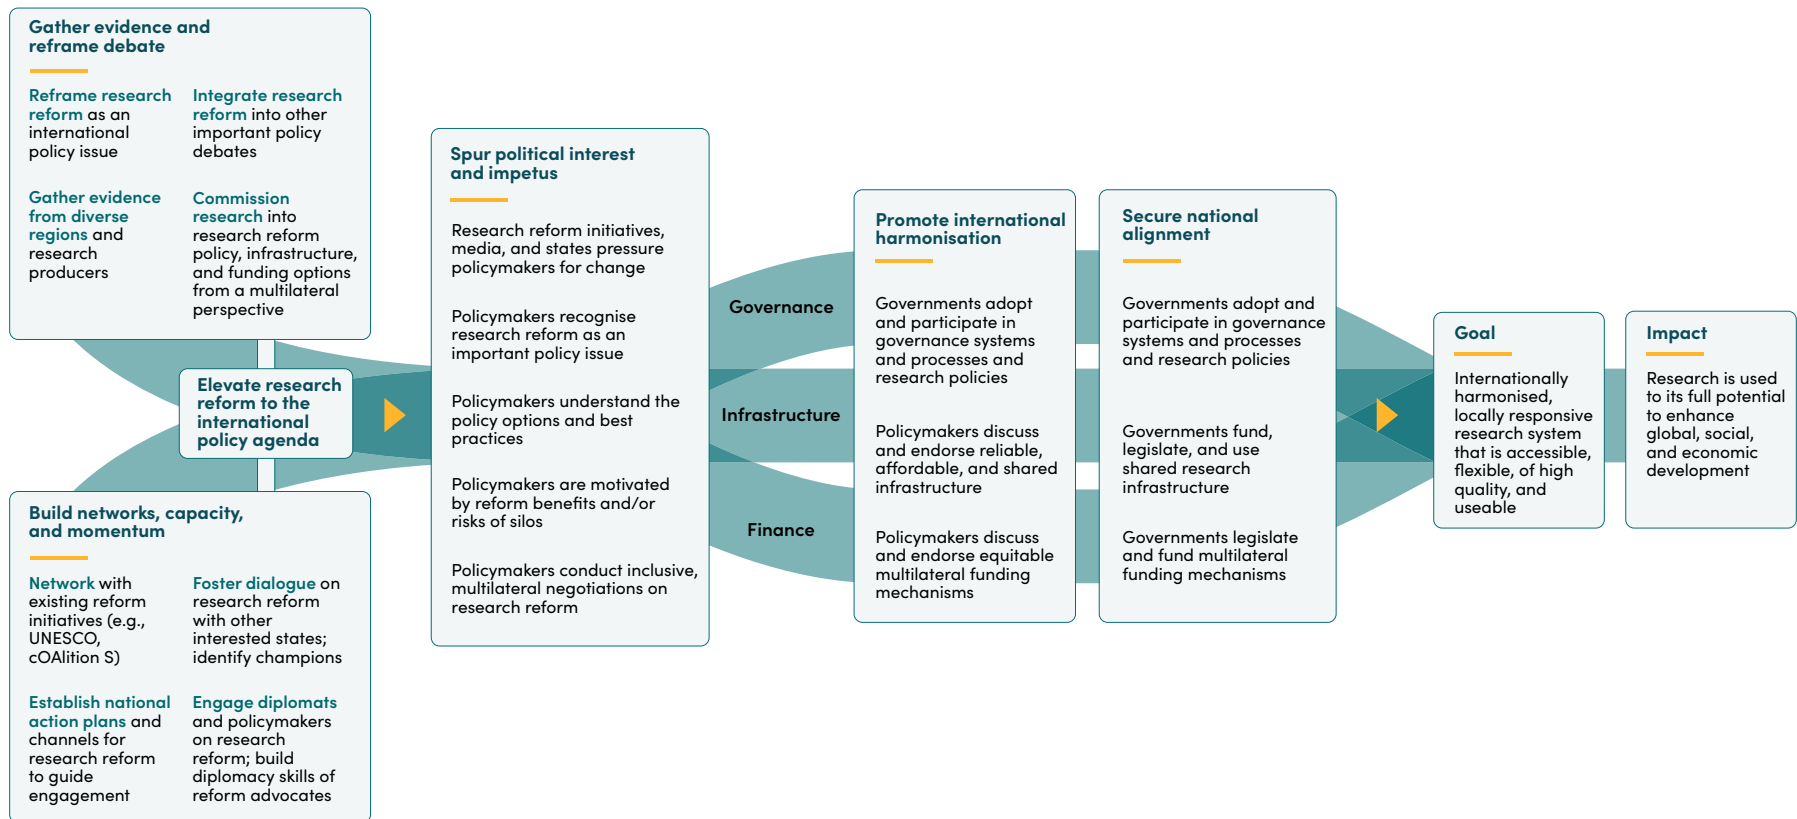 Gather evidence and
reframe debate
Reframe research
reform as an
international
policy issue
Integrate research
reform into other
important policy
debates
Gather evidence
from diverse
regions and
research
producers
Commission
research into
research reform
policy, infrastructure,
and funding options
from a multilateral
perspective
Elevate research
reform to the
international
policy agenda
Build networks, capacity,
and momentum
Network with
existing reform
initiatives (e.g.,
UNESCO,
cOAlition S)
Foster dialogue on
research reform
with other
interested states;
identify champions
Establish national
action plans and
channels for
research reform
to guide
engagement
Engage diplomats
and policymakers
on research
reform; build
diplomacy skills of
reform advocates
Spur political interest
and impetus
Research reform initiatives,
media, and states pressure
policymakers for change
Policymakers recognise
research reform as an
important policy issue
Policymakers understand the
policy options and best
practices
Policymakers are motivated
by reform benefits and/or
risks of silos
Policymakers conduct inclusive,
multilateral negotiations on
research reform
Governance
Infrastructure
Finance
Promote international
harmonisation
Governments adopt
and participate in
governance systems
and processes and
research policies
Policymakers discuss
and endorse reliable,
affordable, and shared
infrastructure
Policymakers discuss
and endorse equitable
multilateral funding
mechanisms
Secure national
alignment
Governments adopt and
participate in governance
systems and processes
and research policies
Governments fund,
legislate, and use
shared research
infrastructure
Governments legislate
and fund multilateral
funding mechanisms
Goal
Internationally
harmonised,
locally responsive
research system
that is accessible,
flexible, of high
quality, and
useable
Impact
Research is used
to its full potential
to enhance
global, social,
and economic
development